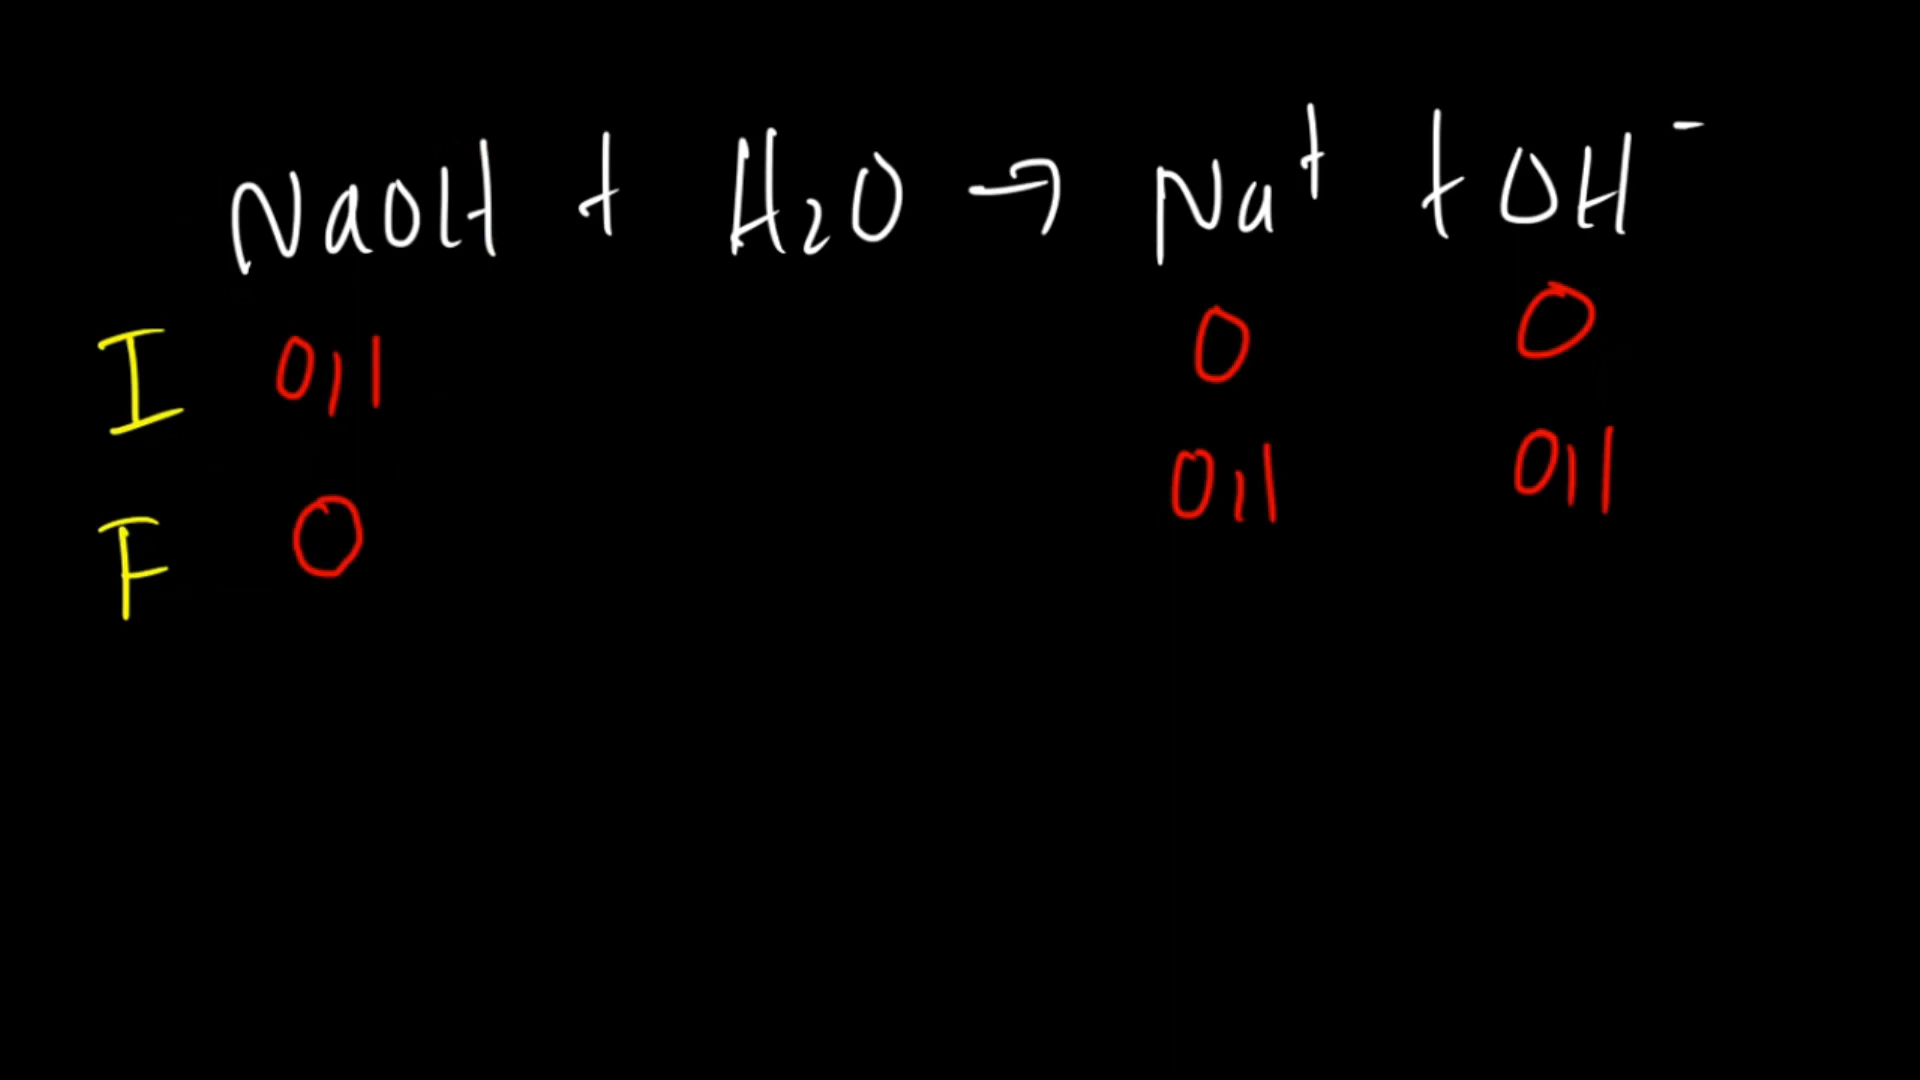 NaOH + H₂O → Na⁺ + OH⁻
I 0,1 0 0
F 0 0,1 0,1